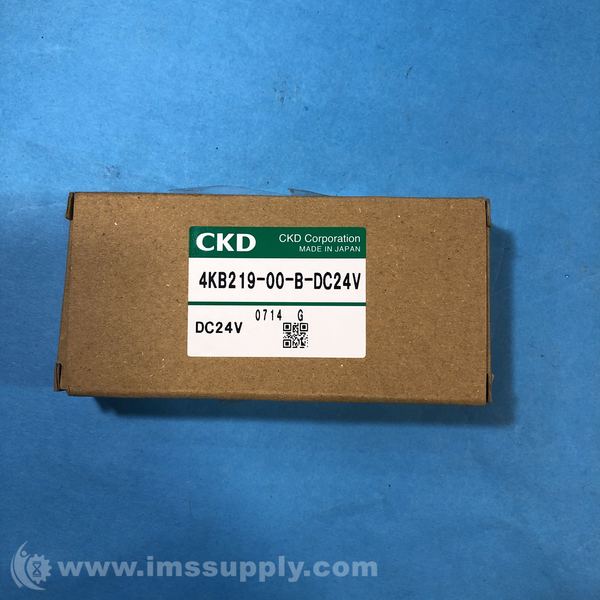 CKD CKD Corporation
MADE IN JAPAN
4KB219-00-B-DC24V
0714 G
DC24V
www.imssupply.com